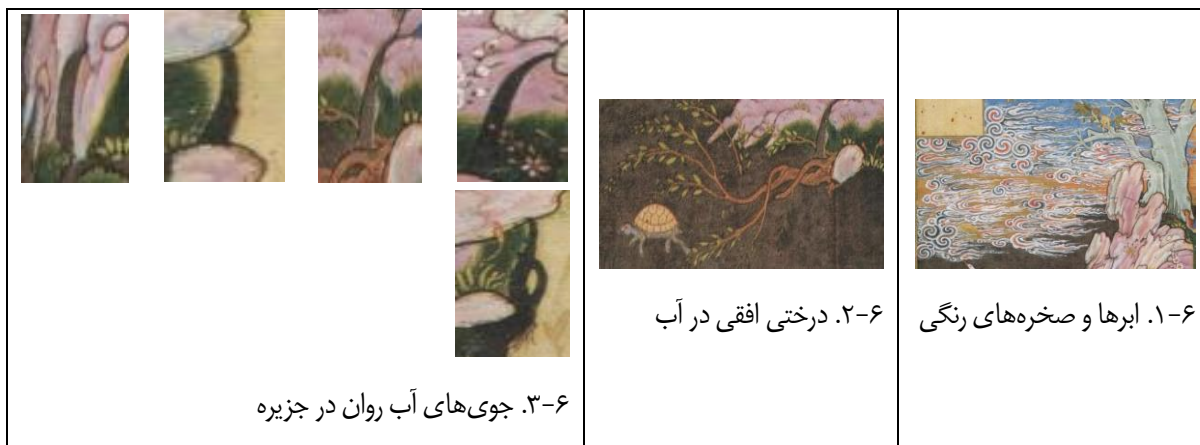 ۶-۱. ابرها و صخره‌های رنگی
۶-۲. درختی افقی در آب
۶-۳. جوی‌های آب روان در جزیره